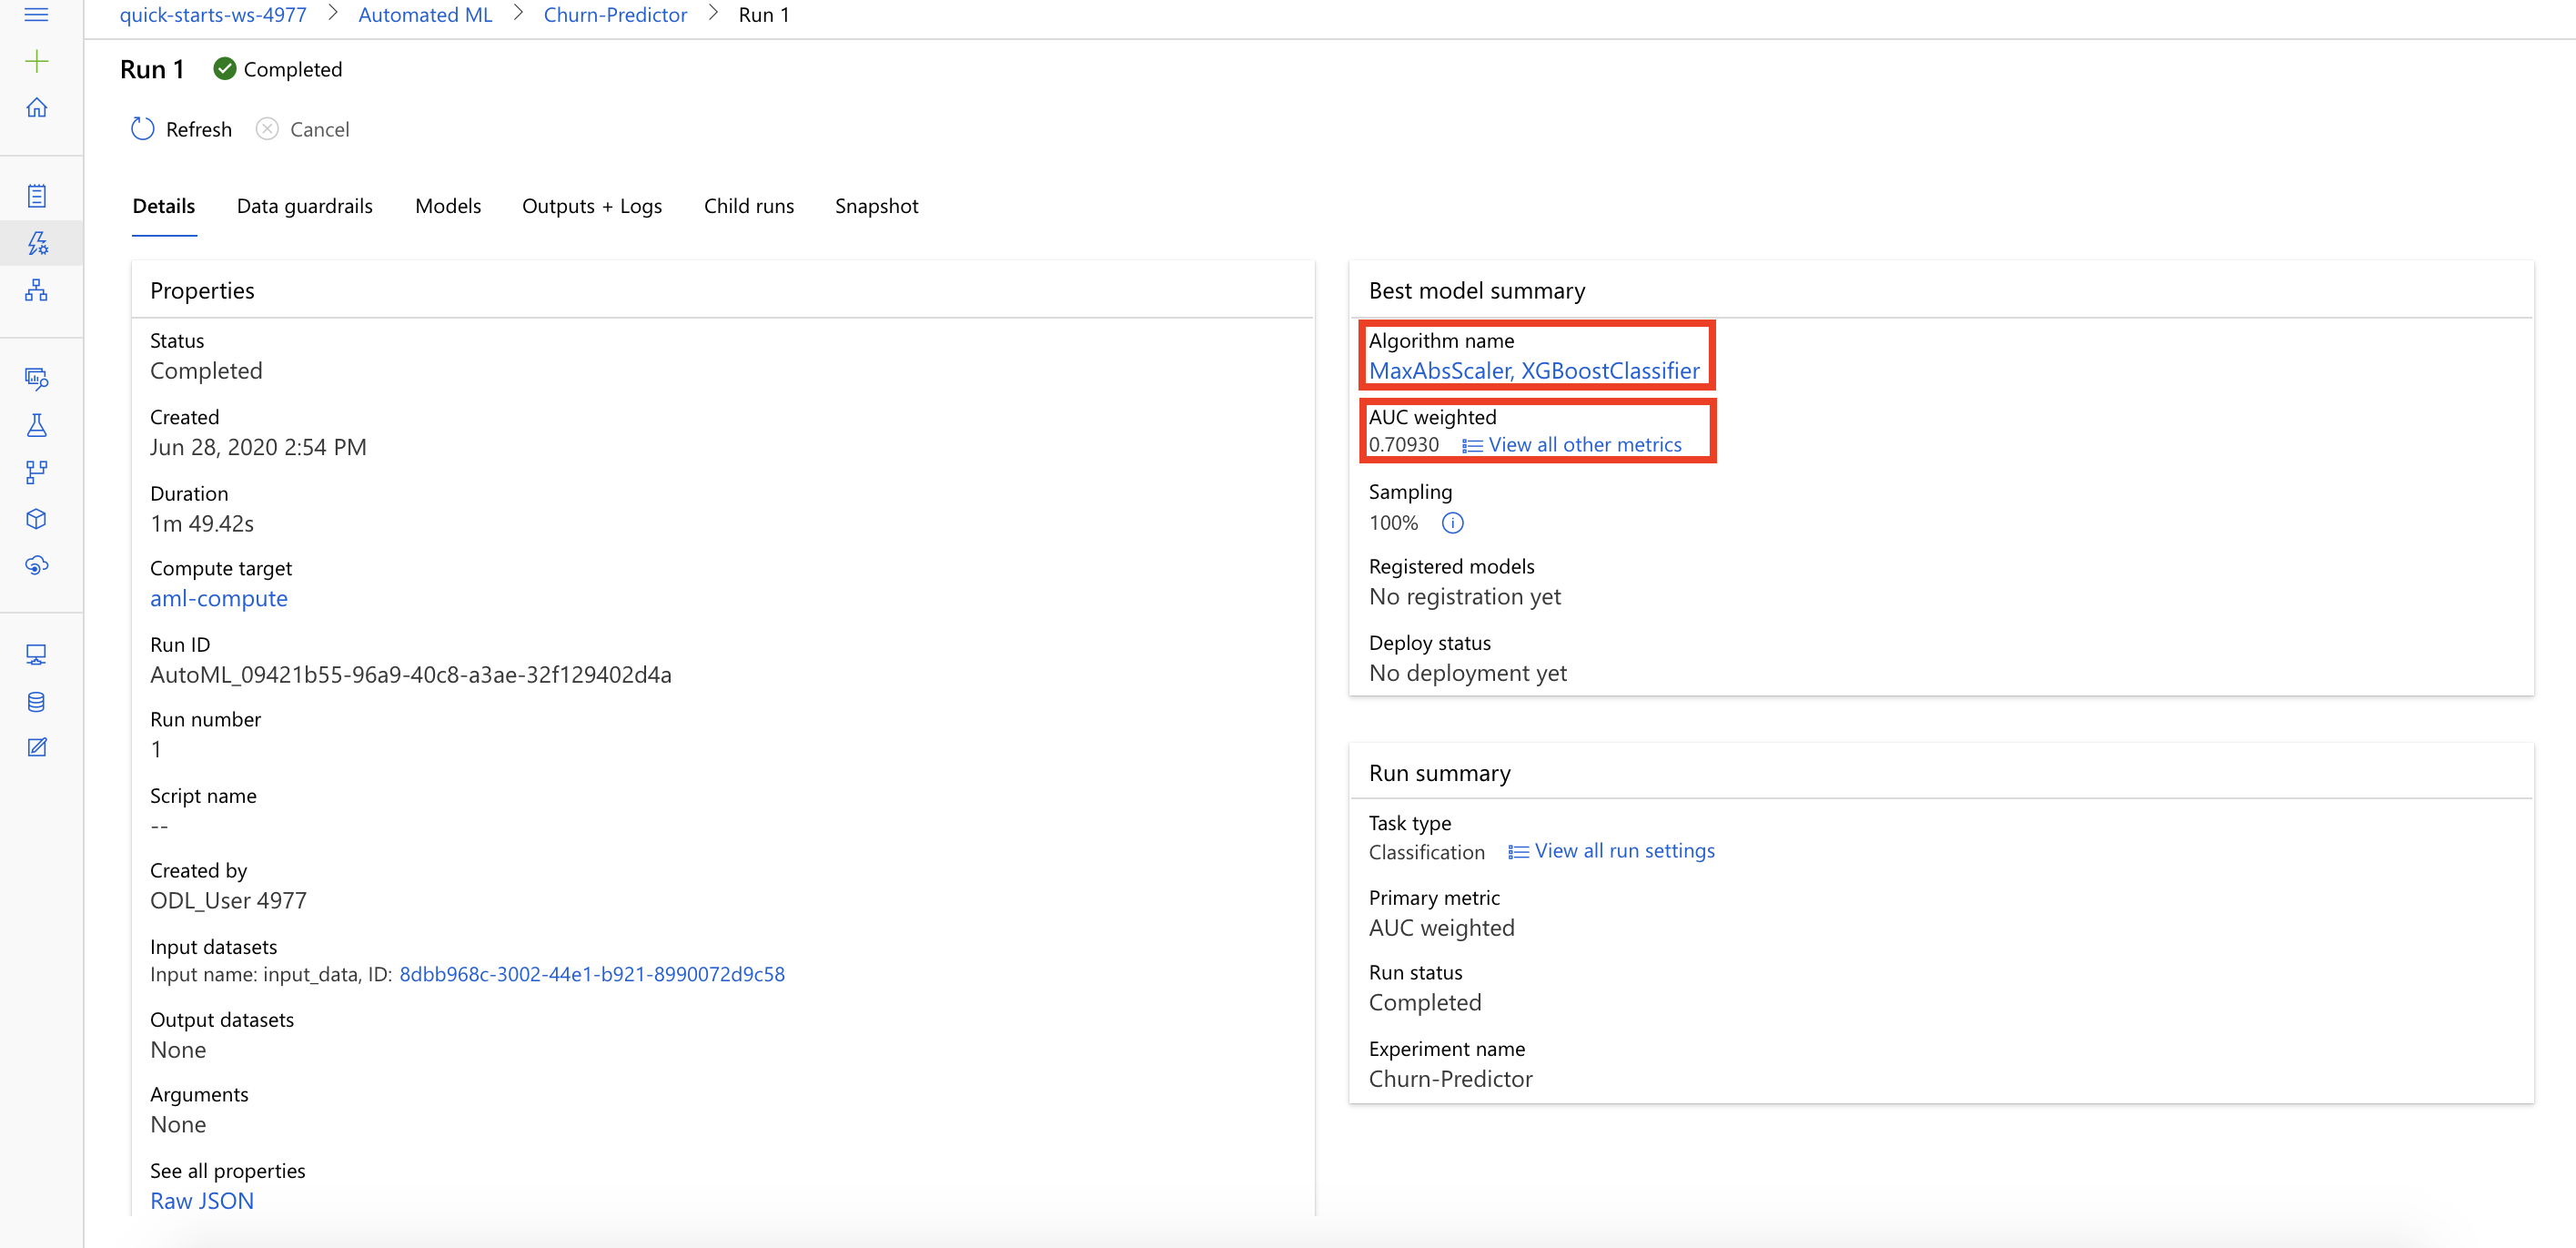 quick-starts-ws-4977 > Automated ML > Churn-Predictor > Run 1
Run 1 Completed
Refresh Cancel
Details Data guardrails Models Outputs + Logs Child runs Snapshot
Properties
Status
Completed
Created
Jun 28, 2020 2:54 PM
Duration
1m 49.42s
Compute target
aml-compute
Run ID
AutoML_09421b55-96a9-40c8-a3ae-32f129402d4a
Run number
1
Script name
--
Created by
ODL_User 4977
Input datasets
Input name: input_data, ID: 8dbb968c-3002-44e1-b921-8990072d9c58
Output datasets
None
Arguments
None
See all properties
Raw JSON
Best model summary
Algorithm name
MaxAbsScaler, XGBoostClassifier
AUC weighted
0.70930 View all other metrics
Sampling
100%
Registered models
No registration yet
Deploy status
No deployment yet
Run summary
Task type
Classification View all run settings
Primary metric
AUC weighted
Run status
Completed
Experiment name
Churn-Predictor